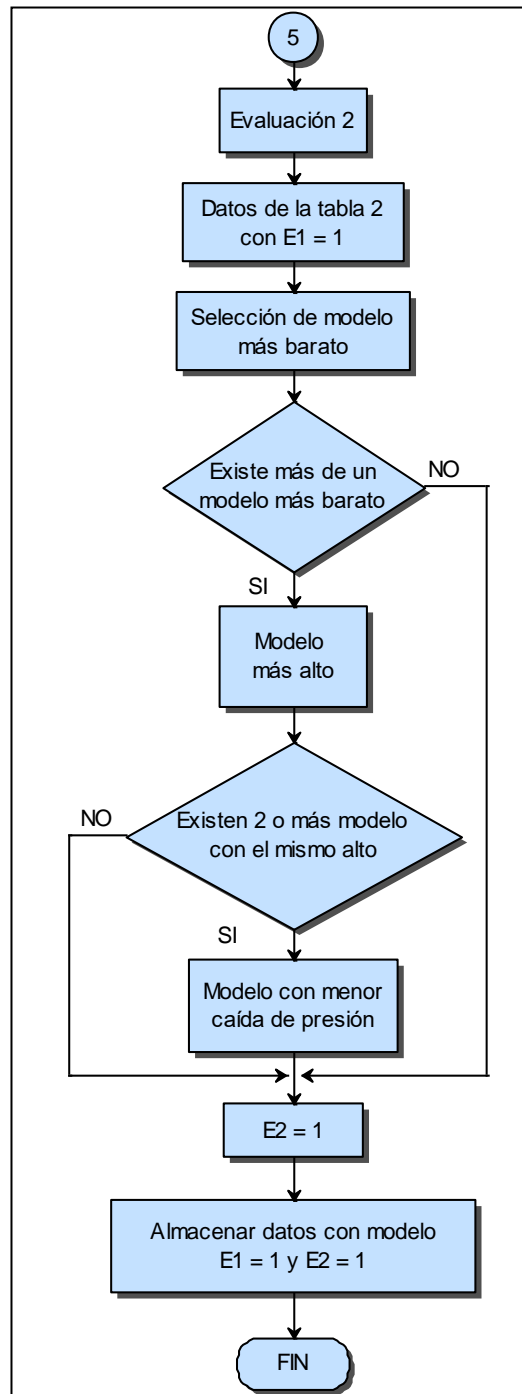 5
Evaluación 2
Datos de la tabla 2
con E1 = 1
Selección de modelo
más barato
Existe más de un
modelo más barato
NO
SI
Modelo
más alto
Existen 2 o más modelo
con el mismo alto
NO
SI
Modelo con menor
caída de presión
E2 = 1
Almacenar datos con modelo
E1 = 1 y E2 = 1
FIN